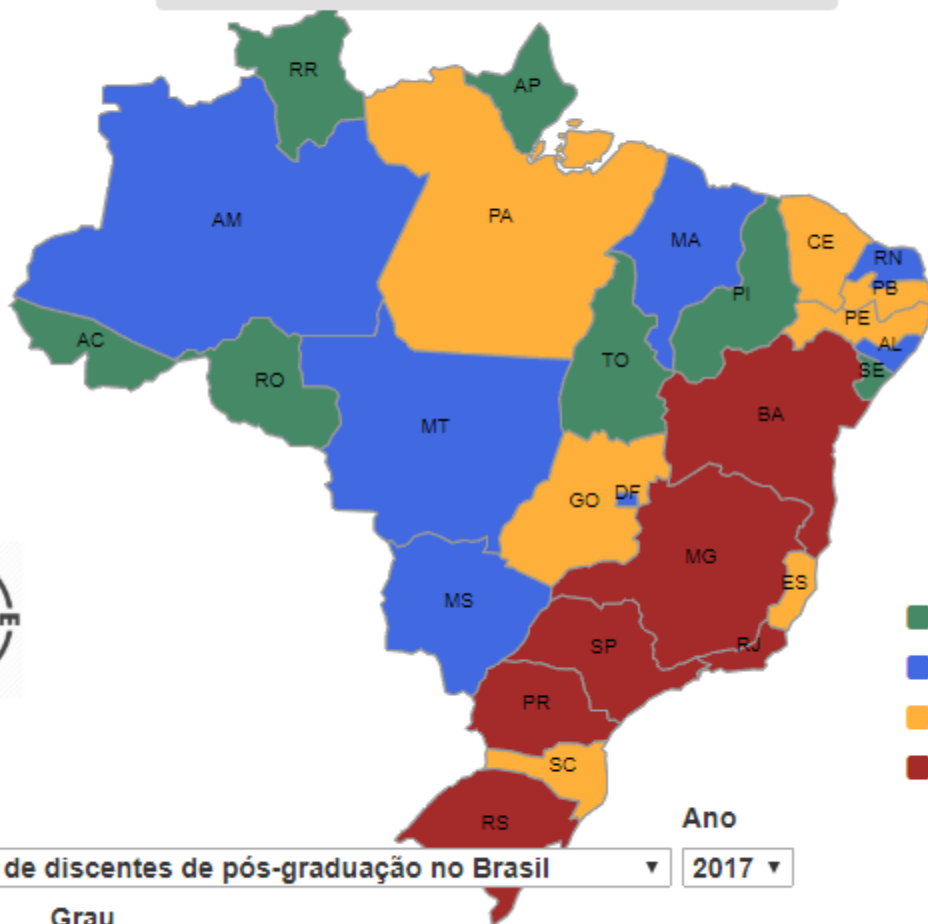 RR
AP
AM
PA
MA
CE
RN
PB
PI
PE
AL
SE
AC
RO
TO
MT
BA
GO
DF
MG
ES
MS
SP
RJ
PR
SC
RS
Ano
de discentes de pós-graduação no Brasil
2017
Grau